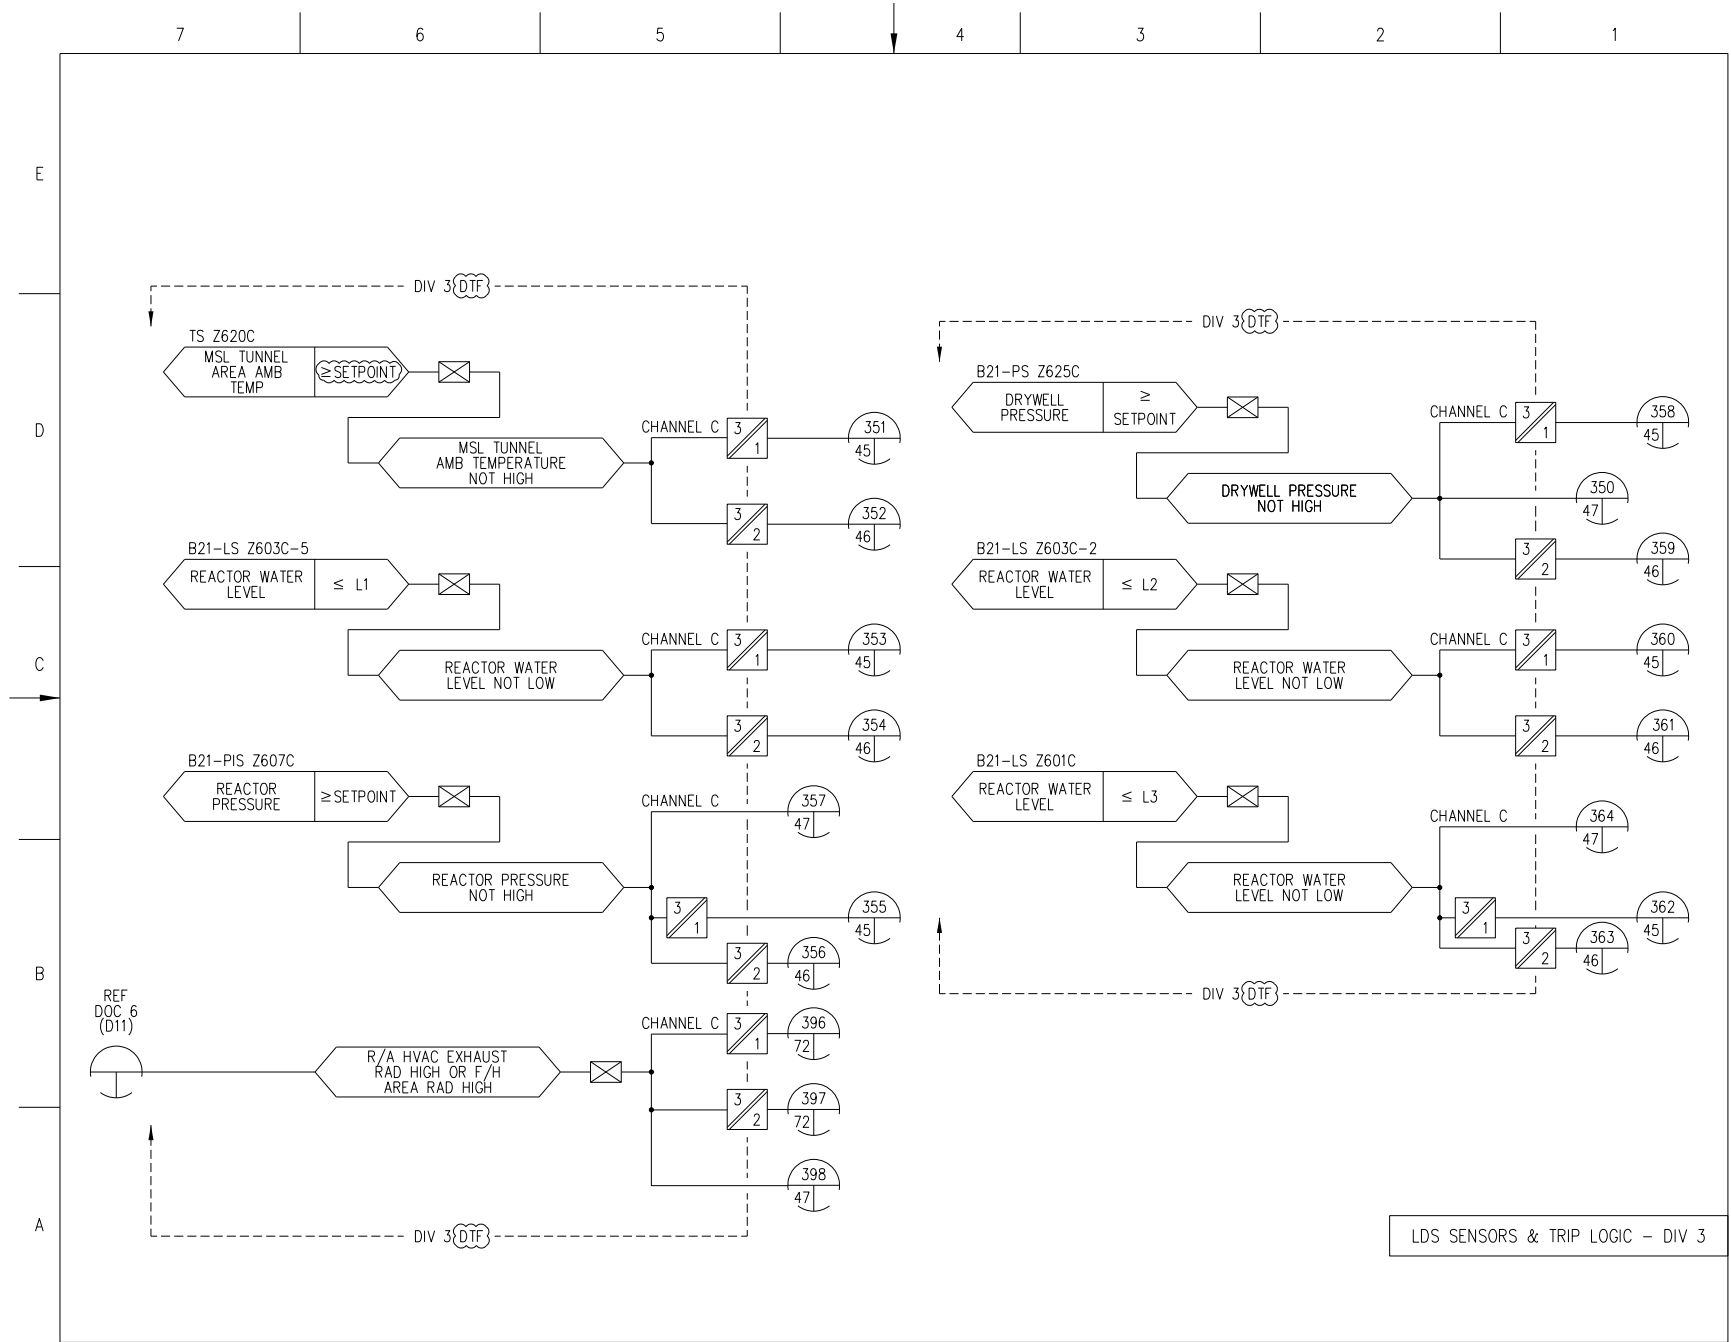 7 6 5 4 3 2 1
E
D
C
B
A
DIV 3 DTF
TS Z620C
MSL TUNNEL
AREA AMB
TEMP
≥SETPOINT
MSL TUNNEL
AMB TEMPERATURE
NOT HIGH
CHANNEL C
3
1
351
45
3
2
352
46
B21-LS Z603C-5
REACTOR WATER
LEVEL
≤ L1
REACTOR WATER
LEVEL NOT LOW
CHANNEL C
3
1
353
45
3
2
354
46
B21-PIS Z607C
REACTOR
PRESSURE
≥SETPOINT
REACTOR PRESSURE
NOT HIGH
CHANNEL C
357
47
3
1
355
45
3
2
356
46
REF
DOC 6
(D11)
R/A HVAC EXHAUST
RAD HIGH OR F/H
AREA RAD HIGH
CHANNEL C
3
1
396
72
3
2
397
72
398
47
DIV 3 DTF
DIV 3 DTF
B21-PS Z625C
DRYWELL
PRESSURE
≥
SETPOINT
DRYWELL PRESSURE
NOT HIGH
CHANNEL C
3
1
358
45
350
47
3
2
359
46
B21-LS Z603C-2
REACTOR WATER
LEVEL
≤ L2
REACTOR WATER
LEVEL NOT LOW
CHANNEL C
3
1
360
45
3
2
361
46
B21-LS Z601C
REACTOR WATER
LEVEL
≤ L3
REACTOR WATER
LEVEL NOT LOW
CHANNEL C
364
47
3
1
362
45
3
2
363
46
DIV 3 DTF
LDS SENSORS & TRIP LOGIC - DIV 3